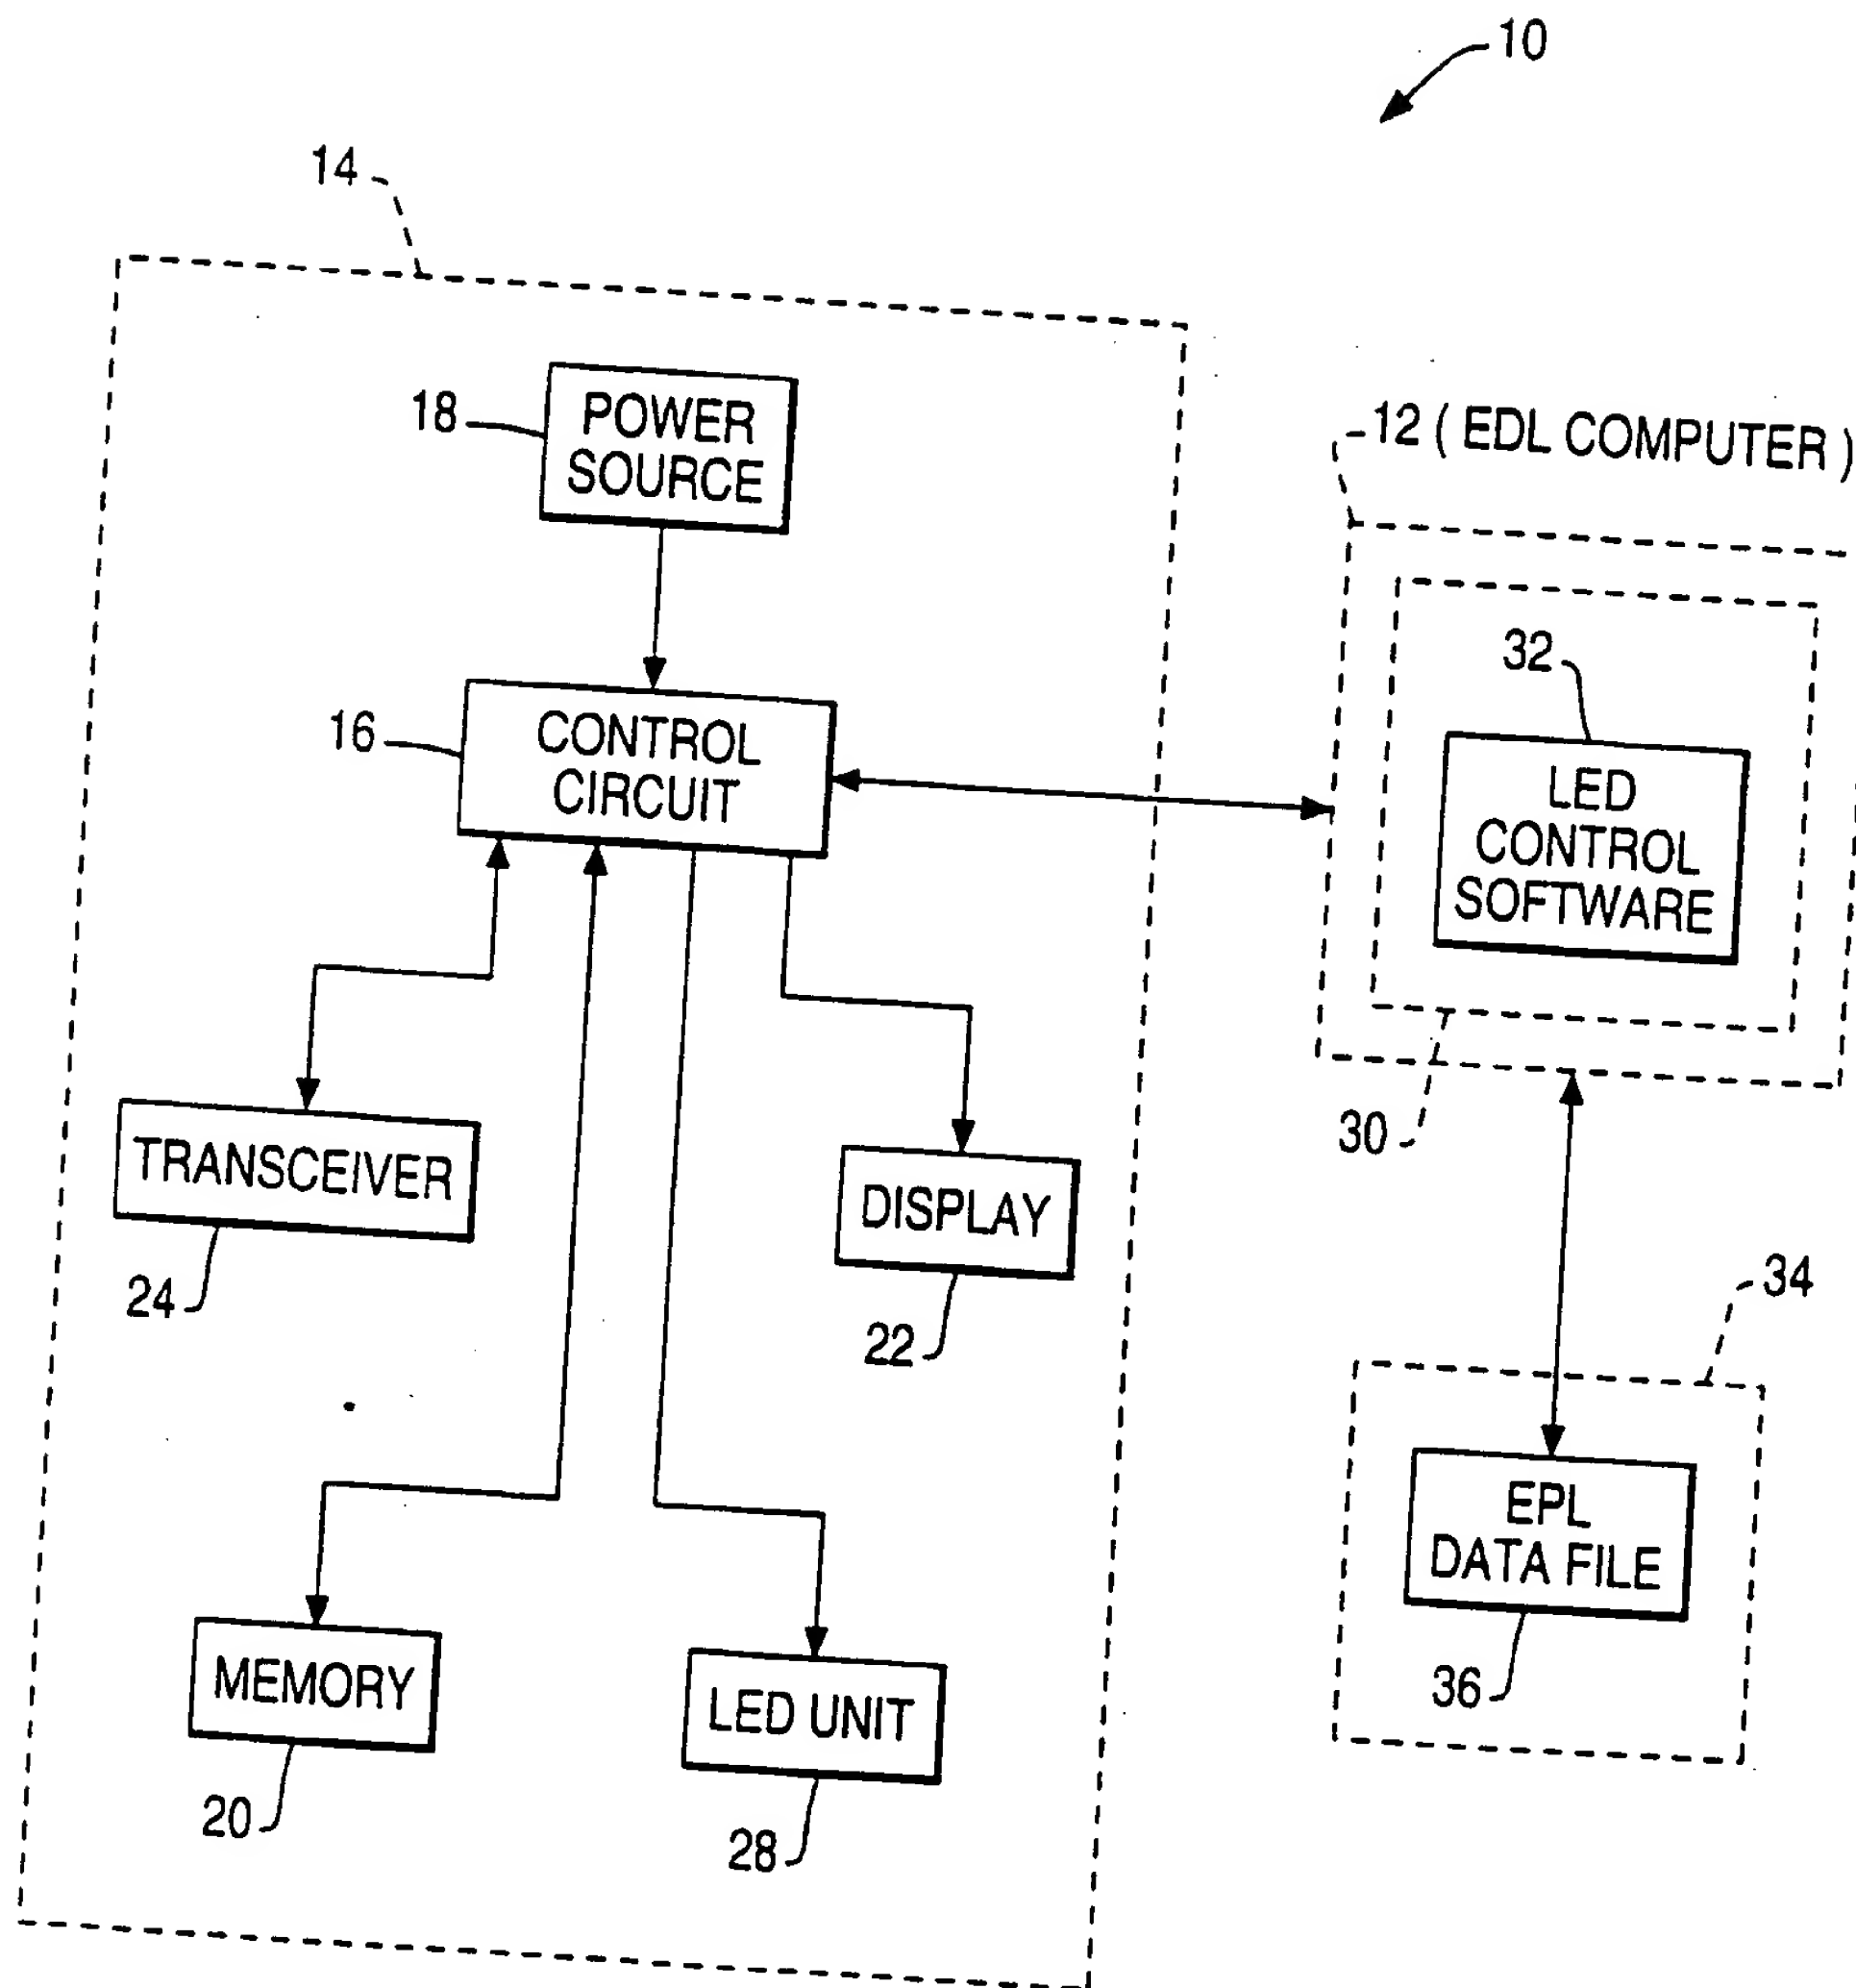 10
14
18
POWER
SOURCE
12 ( EDL COMPUTER )
16
CONTROL
CIRCUIT
32
LED
CONTROL
SOFTWARE
30
TRANSCEIVER
24
DISPLAY
22
34
EPL
DATA FILE
36
MEMORY
20
LED UNIT
28